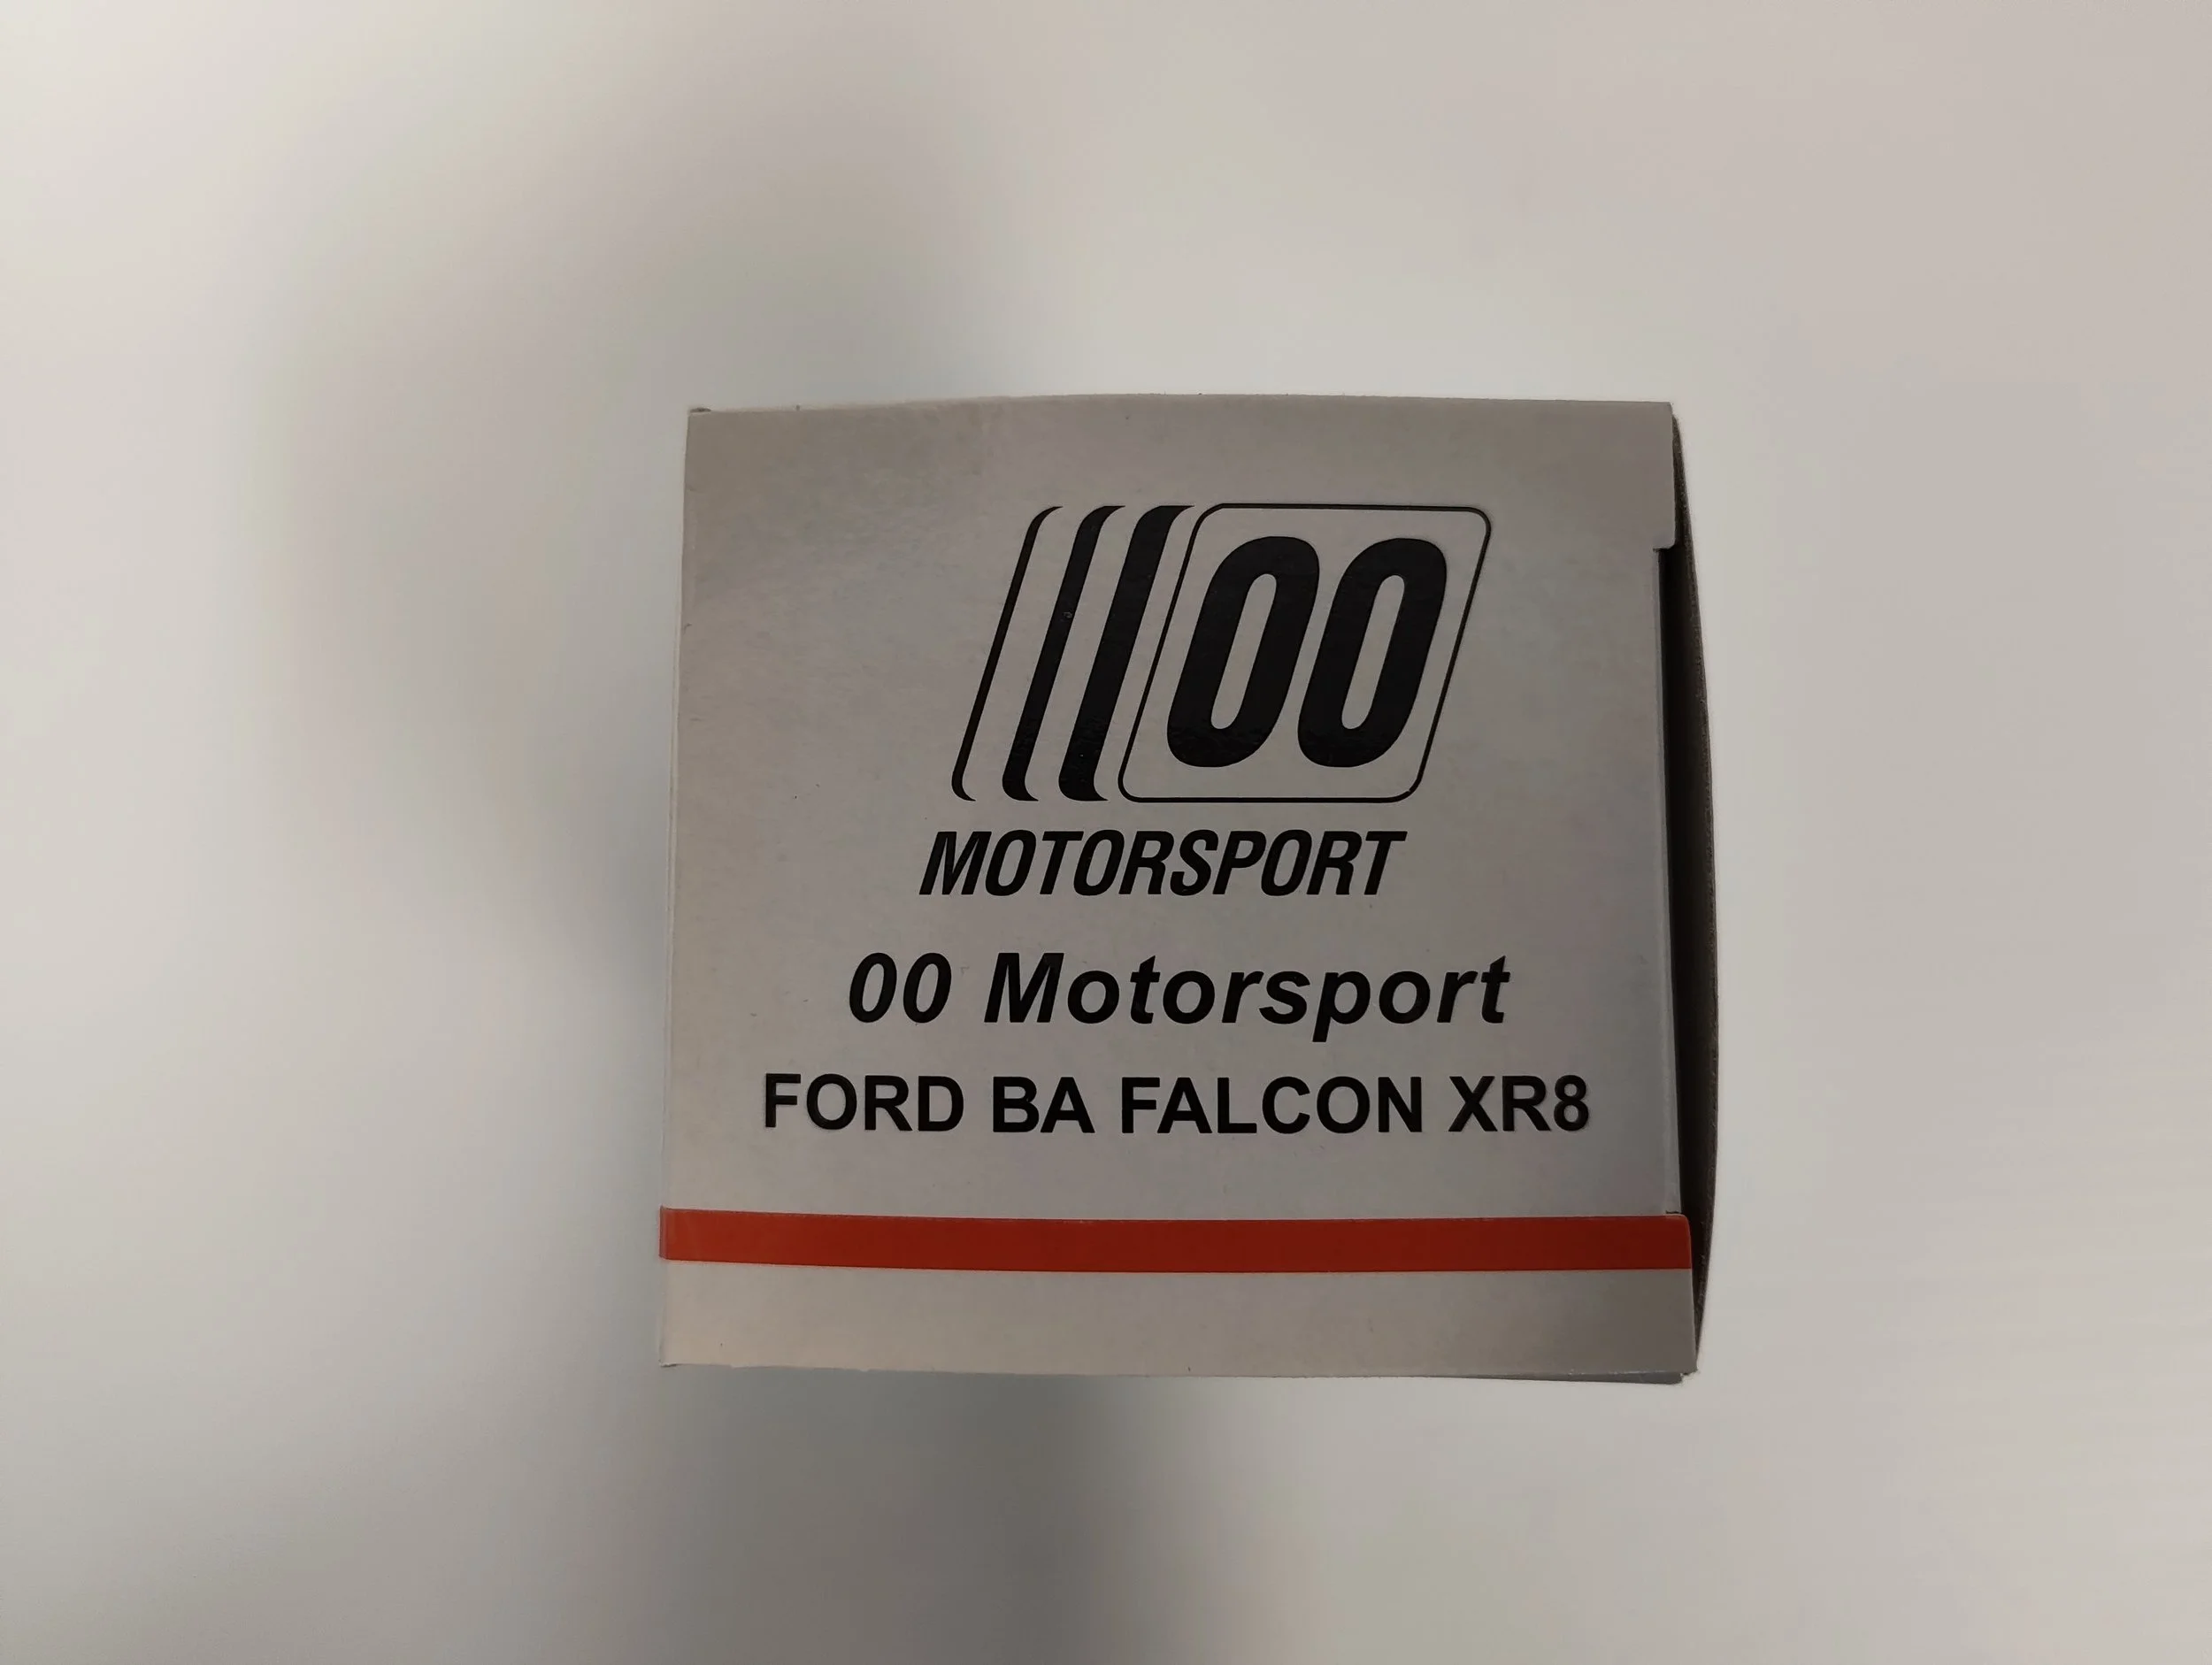 00
MOTORSPORT
00 Motorsport
FORD BA FALCON XR8